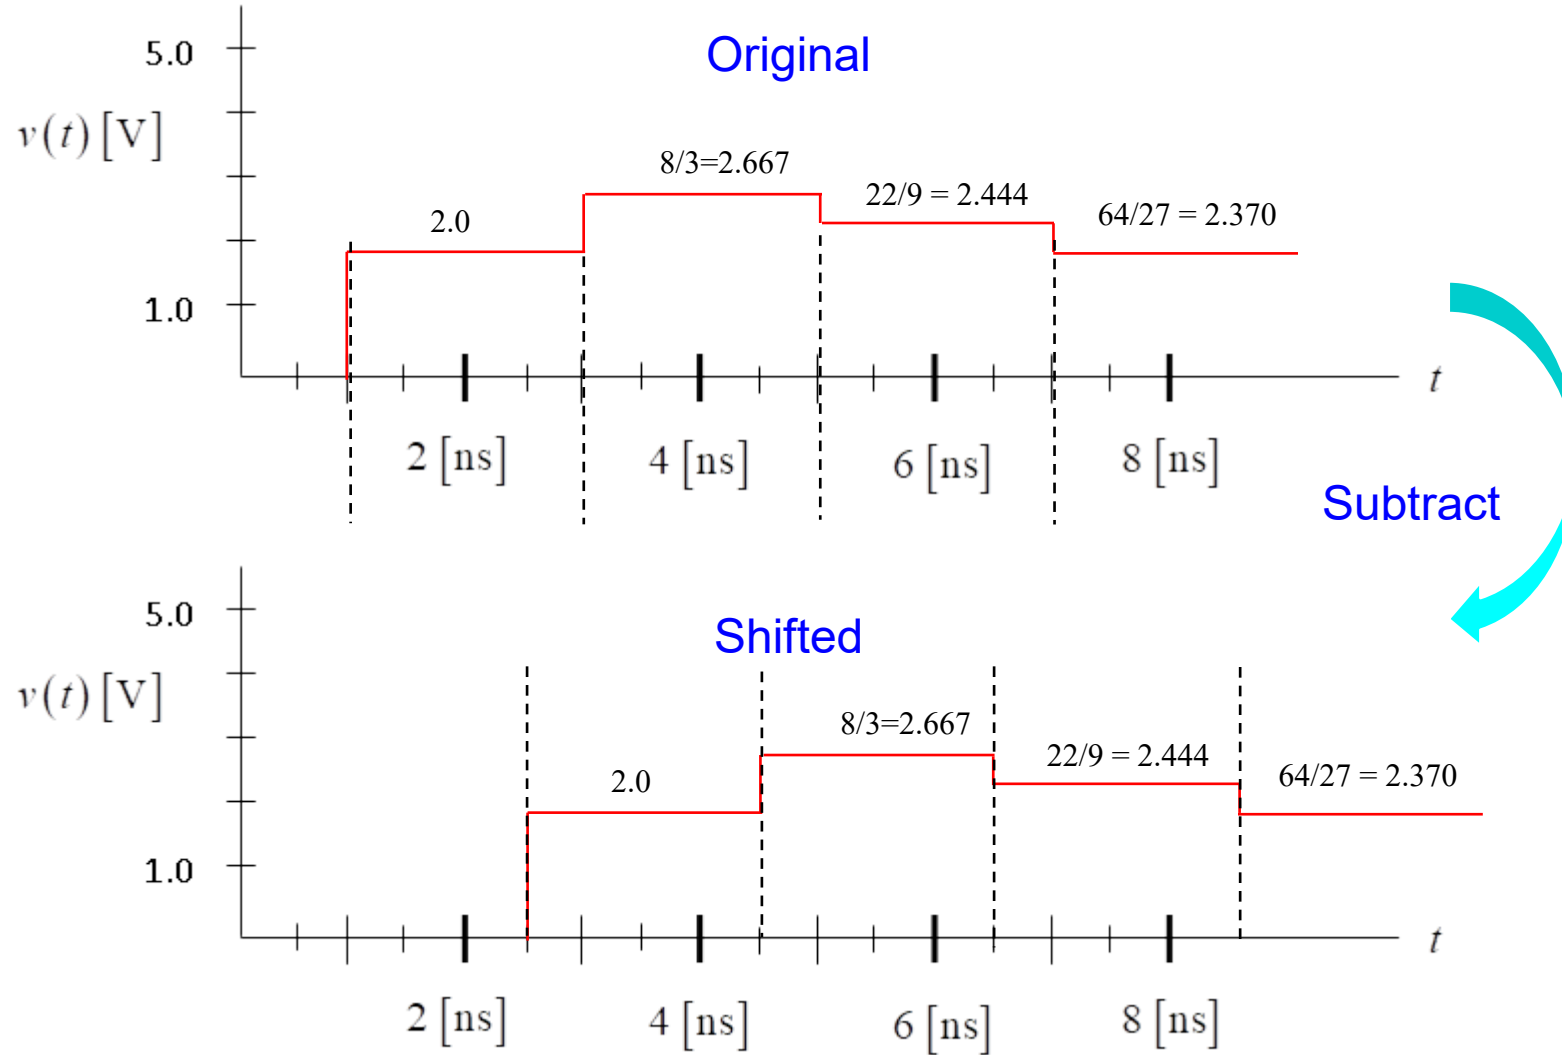 Original
5.0
v(t) [V]
8/3=2.667
22/9 = 2.444
64/27 = 2.370
2.0
1.0
t
2 [ns]
4 [ns]
6 [ns]
8 [ns]
Subtract
5.0
Shifted
v(t) [V]
8/3=2.667
22/9 = 2.444
64/27 = 2.370
2.0
1.0
t
2 [ns]
4 [ns]
6 [ns]
8 [ns]